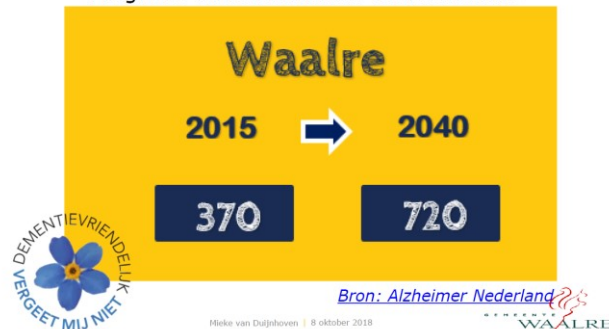 Waalre
2015 2040
370 720
DEMENTIEVRIENDELIJK
VERGEET MIJ NIET
Bron: Alzheimer Nederland
Mieke van Duijnhoven | 8 oktober 2018
GEMEENTE
WAALRE